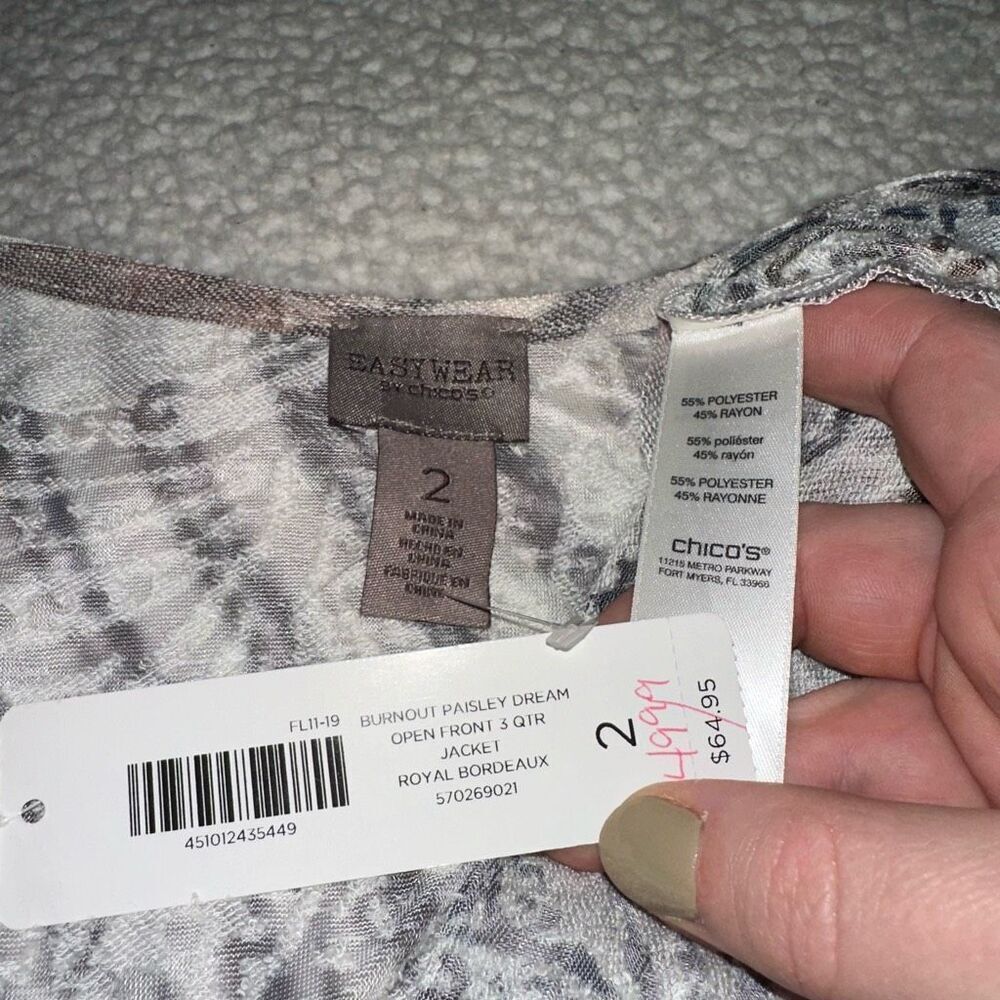 EASYWEAR
BY chico's®
2
MADE IN
CHINA
HECHO EN
CHINA
FABRIQUÉ EN
CHINE
55% POLYESTER
45% RAYON
55% poliéster
45% rayón
55% POLYESTER
45% RAYONNE
chico's®
11215 METRO PARKWAY
FORT MYERS, FL 33966
FL11-19 BURNOUT PAISLEY DREAM
OPEN FRONT 3 QTR
JACKET
ROYAL BORDEAUX
570269021
451012435449
2
4999
$64.95